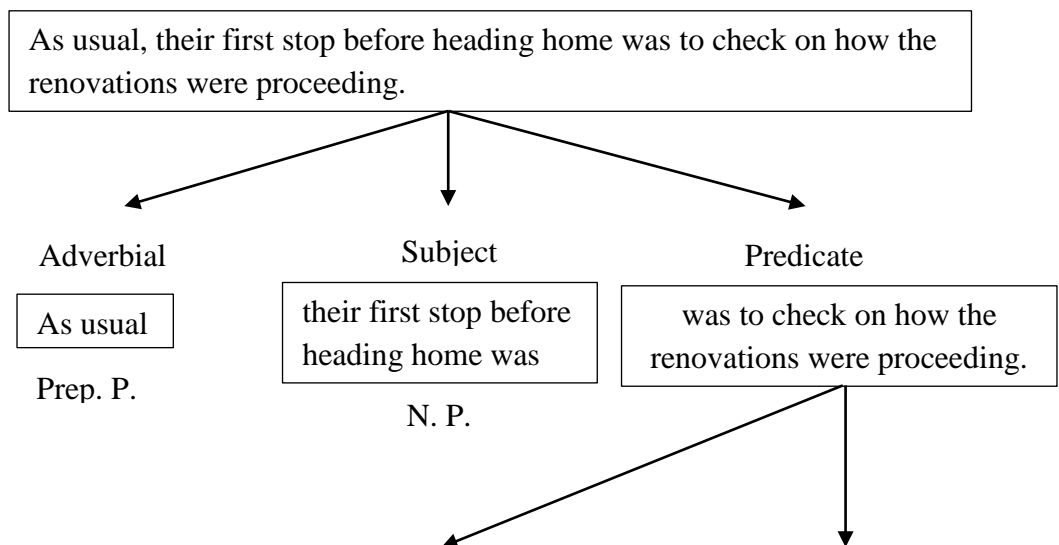 As usual, their first stop before heading home was to check on how the
renovations were proceeding.
Adverbial
Subject
Predicate
As usual
their first stop before
heading home was
was to check on how the
renovations were proceeding.
Prep. P.
N. P.